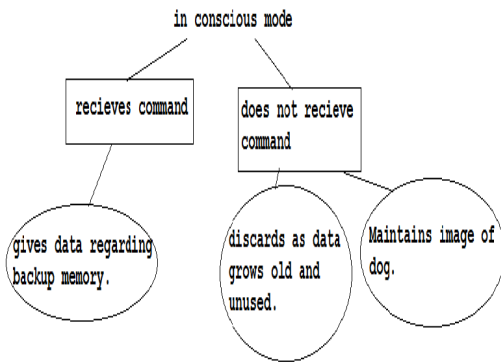 in conscious mode
recieves command
does not recieve
command
gives data regarding
backup memory.
discards as data
grows old and
unused.
Maintains image of
dog.